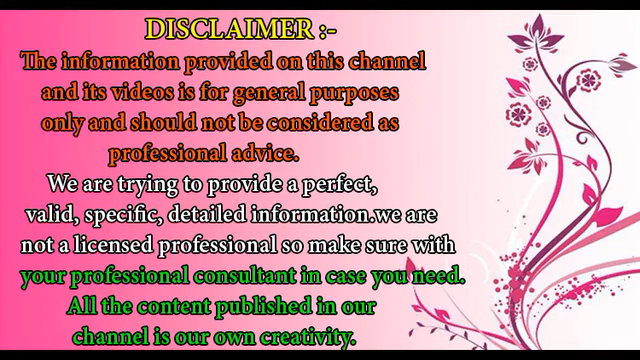 DISCLAIMER :-
The information provided on this channel
and its videos is for general purposes
only and should not be considered as
professional advice.
We are trying to provide a perfect,
valid, specific, detailed information.we are
not a licensed professional so make sure with
your professional consultant in case you need.
All the content published in our
channel is our own creativity.